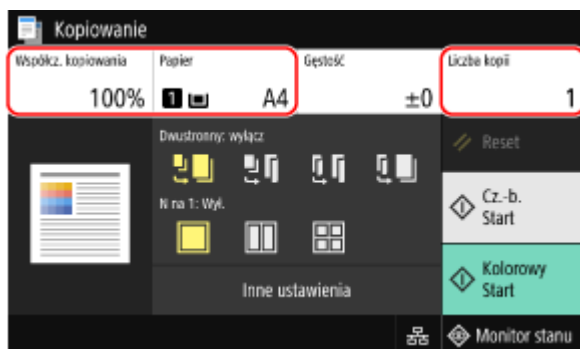 Kopiowanie
Współcz. kopiowania
100%
Papier
1 A4
Gęstość
±0
Liczba kopii
1
Dwustronny: wyłącz
N na 1: Wył.
Inne ustawienia
Reset
Cz.-b.
Start
Kolorowy
Start
Monitor stanu